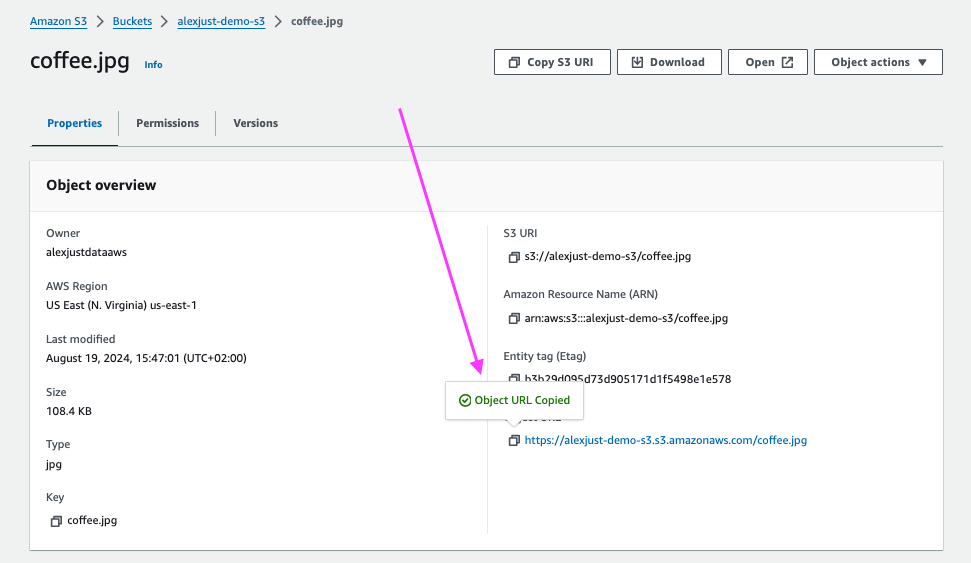 Amazon S3 > Buckets > alexjust-demo-s3 > coffee.jpg
coffee.jpg Info
Copy S3 URI
Download
Open
Object actions
Properties
Permissions
Versions
Object overview
Owner
alexjustdataaws
AWS Region
US East (N. Virginia) us-east-1
Last modified
August 19, 2024, 15:47:01 (UTC+02:00)
Size
108.4 KB
Type
jpg
Key
coffee.jpg
S3 URI
s3://alexjust-demo-s3/coffee.jpg
Amazon Resource Name (ARN)
arn:aws:s3:::alexjust-demo-s3/coffee.jpg
Entity tag (Etag)
b3b29d095d73d905171d1f5498e1e578
Object URL Copied
https://alexjust-demo-s3.s3.amazonaws.com/coffee.jpg